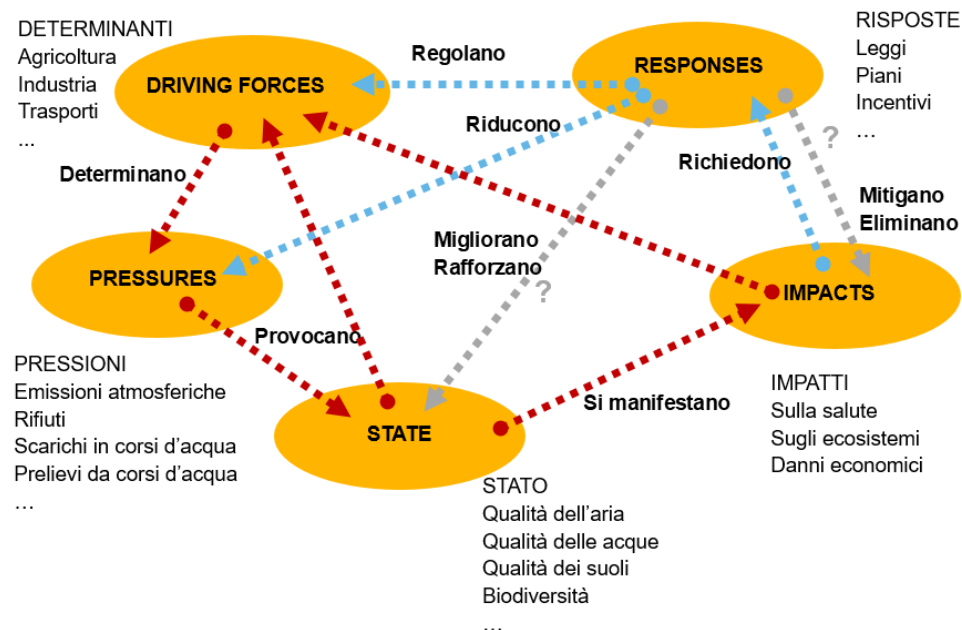 DETERMINANTI
Agricoltura
Industria
Trasporti
...
DRIVING FORCES
Regolano
RESPONSES
RISPOSTE
Leggi
Piani
Incentivi
…
Riducono
?
Determinano
Richiedono
Mitigano
Eliminano
Migliorano
Rafforzano
?
PRESSURES
IMPACTS
Provocano
PRESSIONI
Emissioni atmosferiche
Rifiuti
Scarichi in corsi d'acqua
Prelievi da corsi d'acqua
…
STATE
Si manifestano
IMPATTI
Sulla salute
Sugli ecosistemi
Danni economici
STATO
Qualità dell'aria
Qualità delle acque
Qualità dei suoli
Biodiversità
…